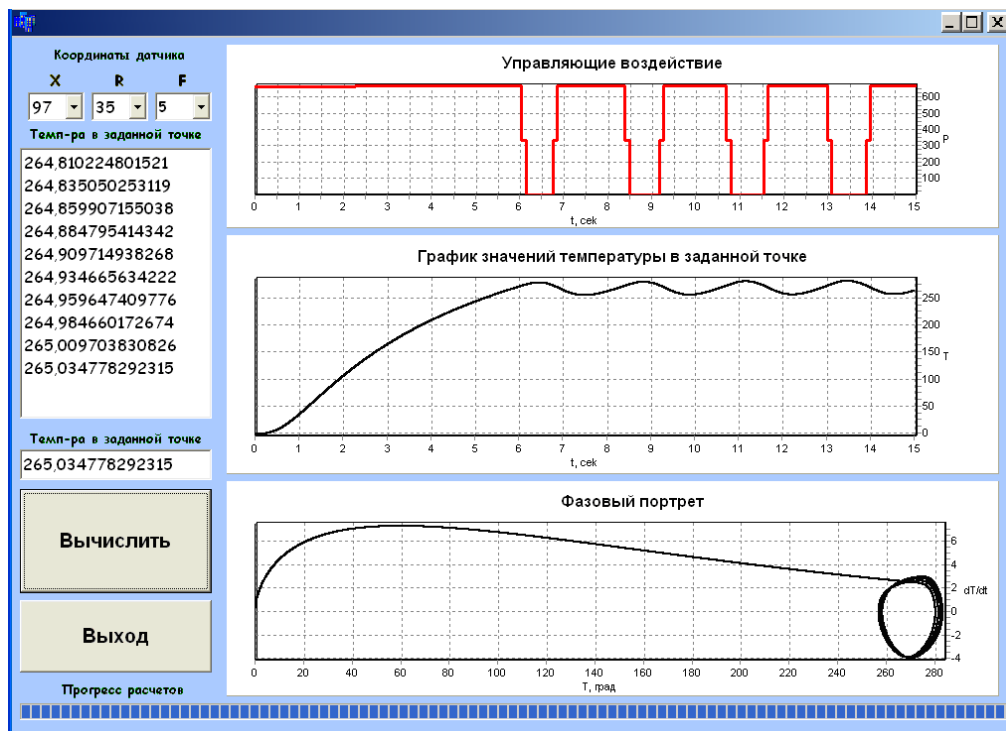 Координаты датчика
X R F
97 35 5
Темп-ра в заданной точке
264,810224801521
264,835050253119
264,859907155038
264,884795414342
264,909714938268
264,934665634222
264,959647409776
264,984660172674
265,009703830826
265,034778292315
Темп-ра в заданной точке
265,034778292315
Вычислить
Выход
Прогресс расчетов
Управляющие воздействие
600
500
400
300
200
100
P
0 1 2 3 4 5 6 7 8 9 10 11 12 13 14 15
t, сек
График значений температуры в заданной точке
250
200
150
100
50
0
T
0 1 2 3 4 5 6 7 8 9 10 11 12 13 14 15
t, сек
Фазовый портрет
6
4
2
0
-2
-4
dT/dt
0 20 40 60 80 100 120 140 160 180 200 220 240 260 280
T, град